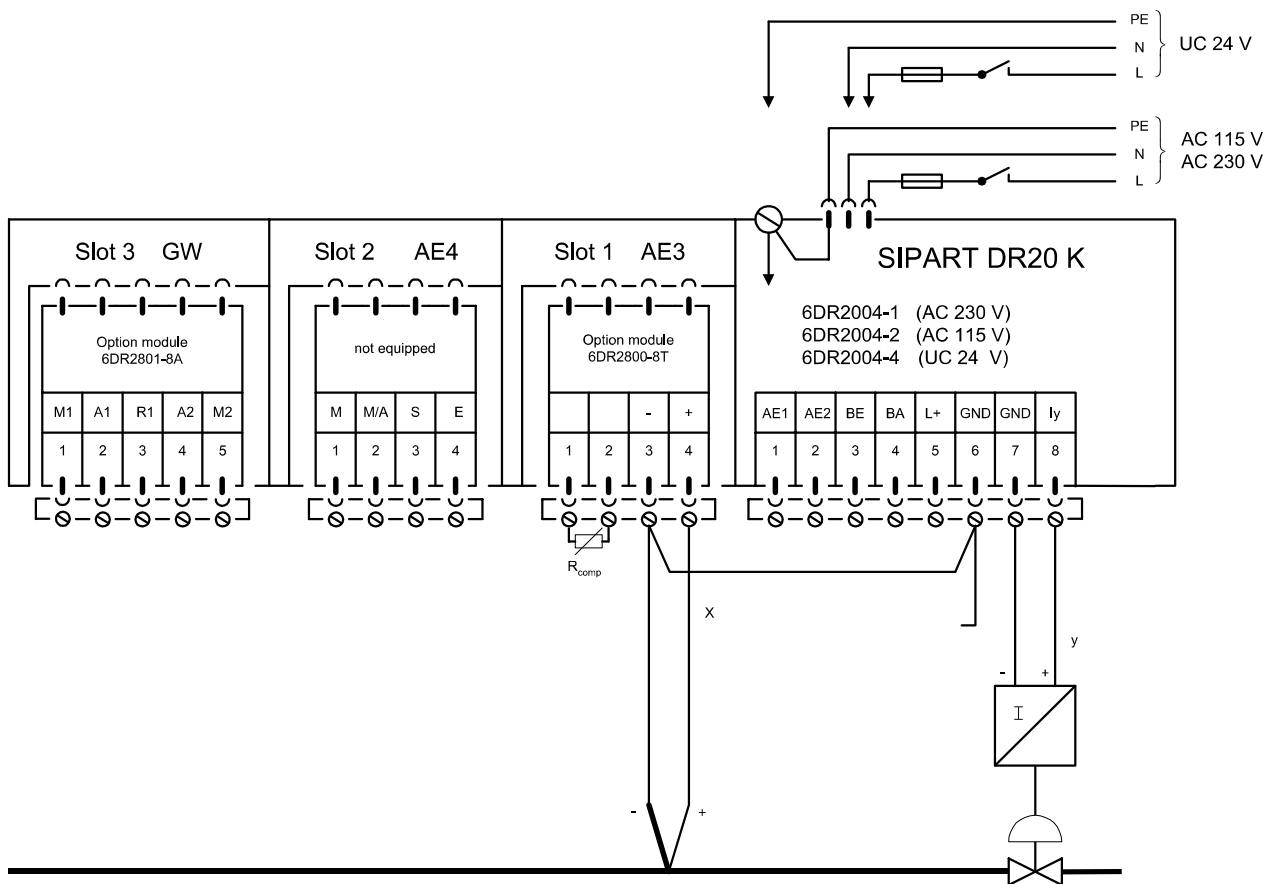 PE
N UC 24 V
L
PE
AC 115 V
N
AC 230 V
L
Slot 3 GW
Slot 2 AE4
Slot 1 AE3
SIPART DR20 K
6DR2004-1 (AC 230 V)
6DR2004-2 (AC 115 V)
6DR2004-4 (UC 24 V)
Option module
6DR2801-8A
not equipped
Option module
6DR2800-8T
M1 A1 R1 A2 M2
1 2 3 4 5
M M/A S E
1 2 3 4
- +
1 2 3 4
AE1 AE2 BE BA L+ GND GND Iy
1 2 3 4 5 6 7 8
Rcomp
X
y
- +
I
- +